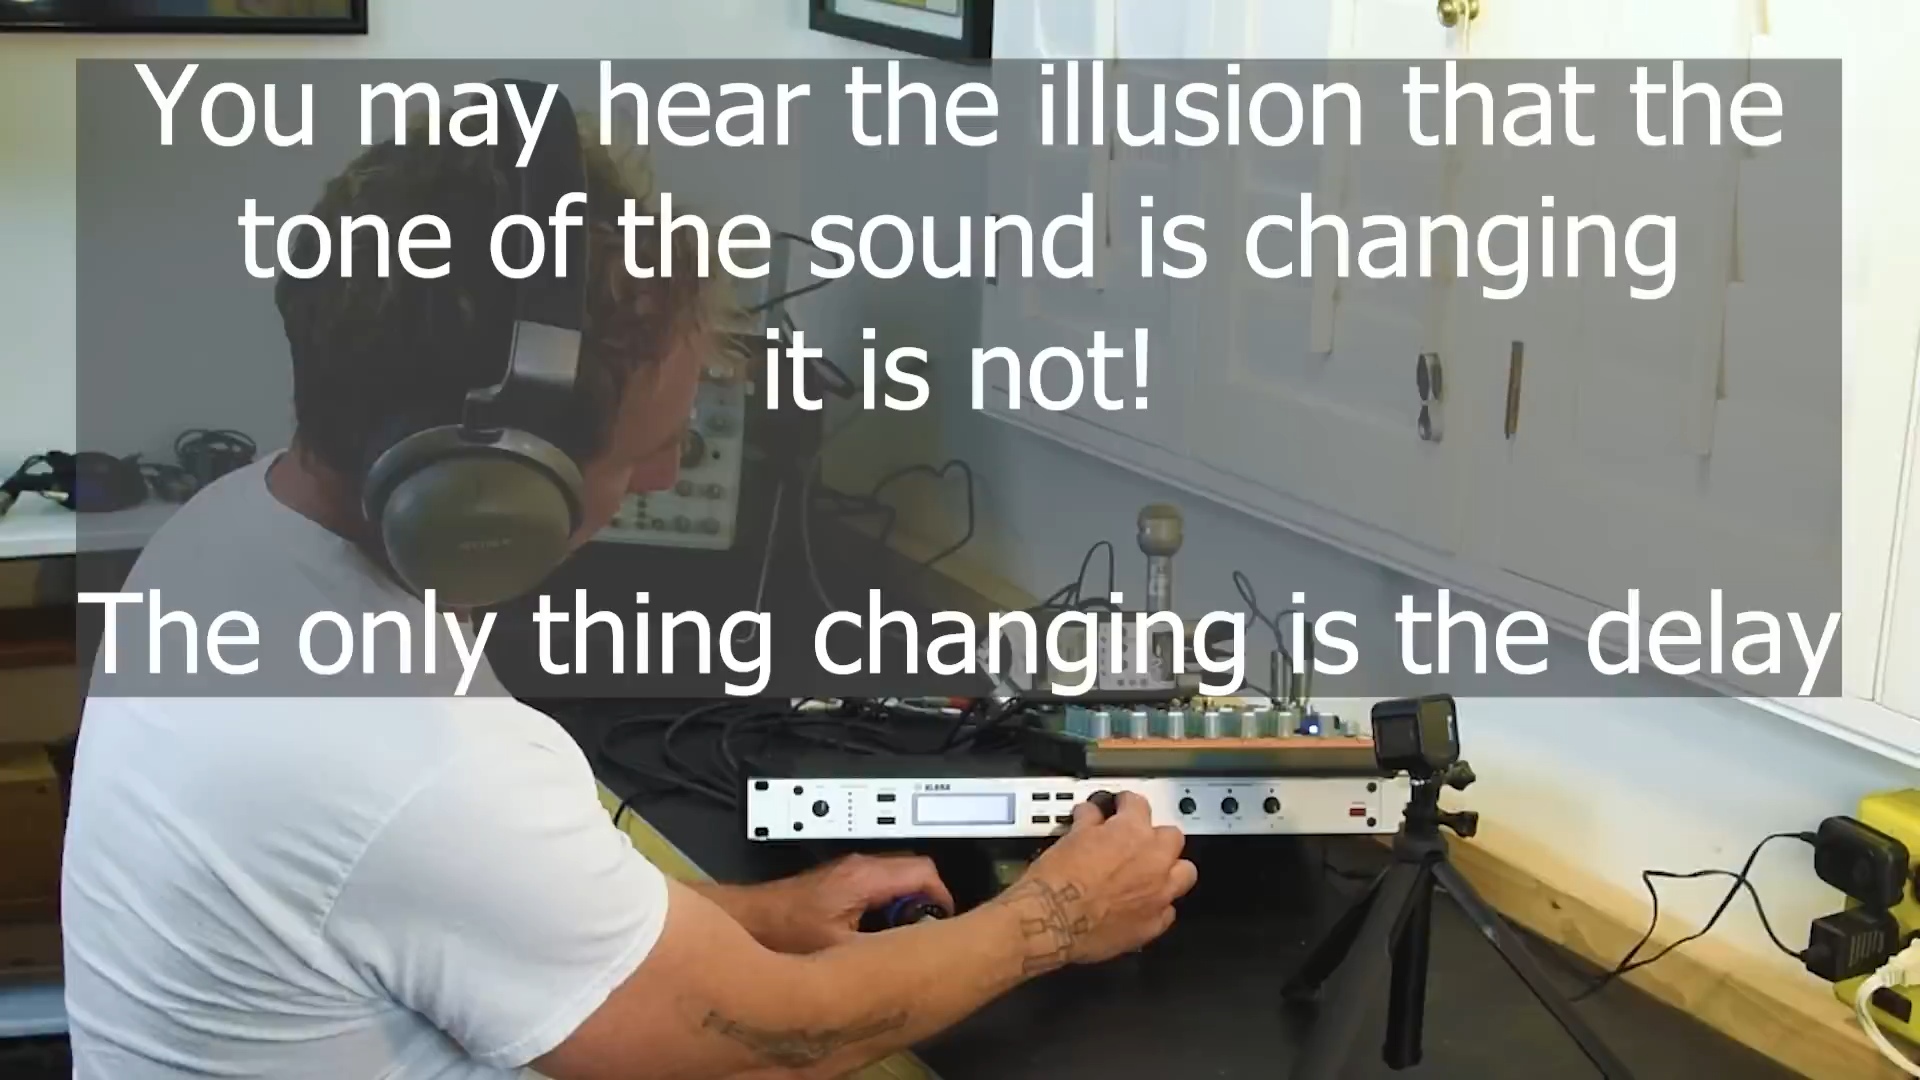 You may hear the illusion that the
tone of the sound is changing
it is not!
The only thing changing is the delay